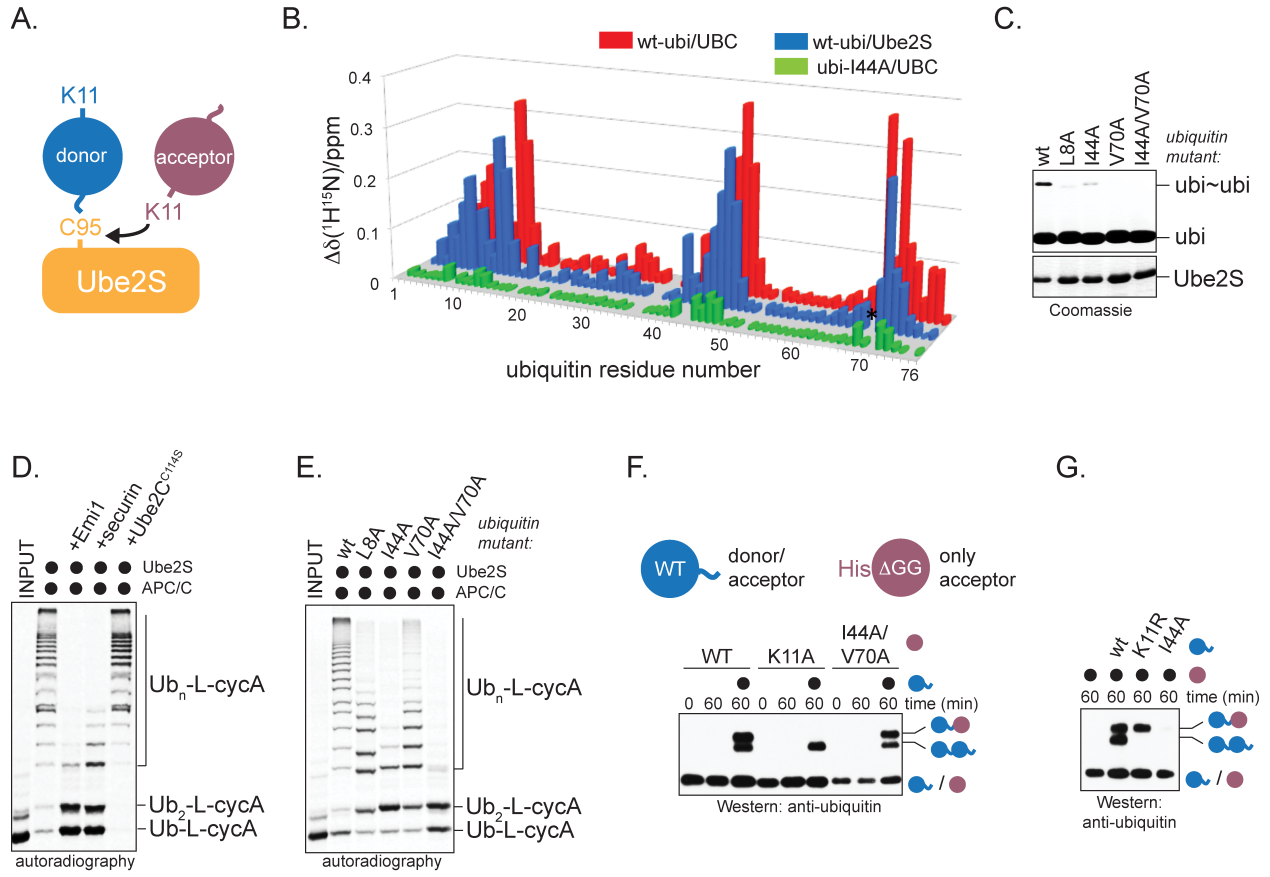 A.
K11
donor
acceptor
C95
K11
Ube2S
B.
wt-ubi/UBC
wt-ubi/Ube2S
ubi-I44A/UBC
Δδ(¹H¹⁵N)/ppm
0.4
0.3
0.2
0.1
0
1
10
20
30
40
50
60
70
76
*
ubiquitin residue number
C.
wt
L8A
I44A
V70A
I44A/V70A
ubiquitin
mutant:
ubi~ubi
ubi
Ube2S
Coomassie
D.
INPUT
+Emi1
+securin
+Ube2C^C114S
Ube2S
APC/C
Ubₙ-L-cycA
Ub₂-L-cycA
Ub-L-cycA
autoradiography
E.
INPUT
wt
L8A
I44A
V70A
I44A/V70A
ubiquitin
mutant:
Ube2S
APC/C
Ubₙ-L-cycA
Ub₂-L-cycA
Ub-L-cycA
autoradiography
F.
WT
donor/
acceptor
His ΔGG
only
acceptor
WT K11A I44A/
V70A
0 60 60 0 60 60 0 60 60 time (min)
/
Western: anti-ubiquitin
G.
wt
K11R
I44A
60 60 60 60 time (min)
/
Western:
anti-ubiquitin